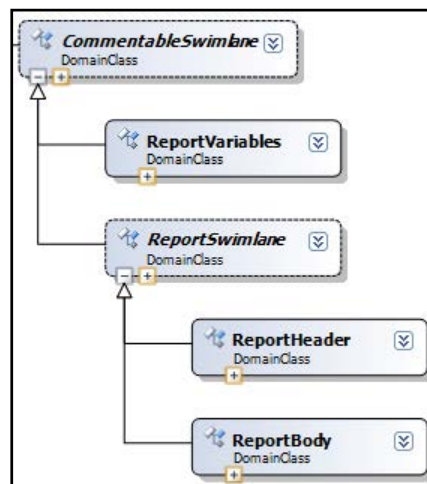 CommentableSwimlane
DomainClass
ReportVariables
DomainClass
ReportSwimlane
DomainClass
ReportHeader
DomainClass
ReportBody
DomainClass